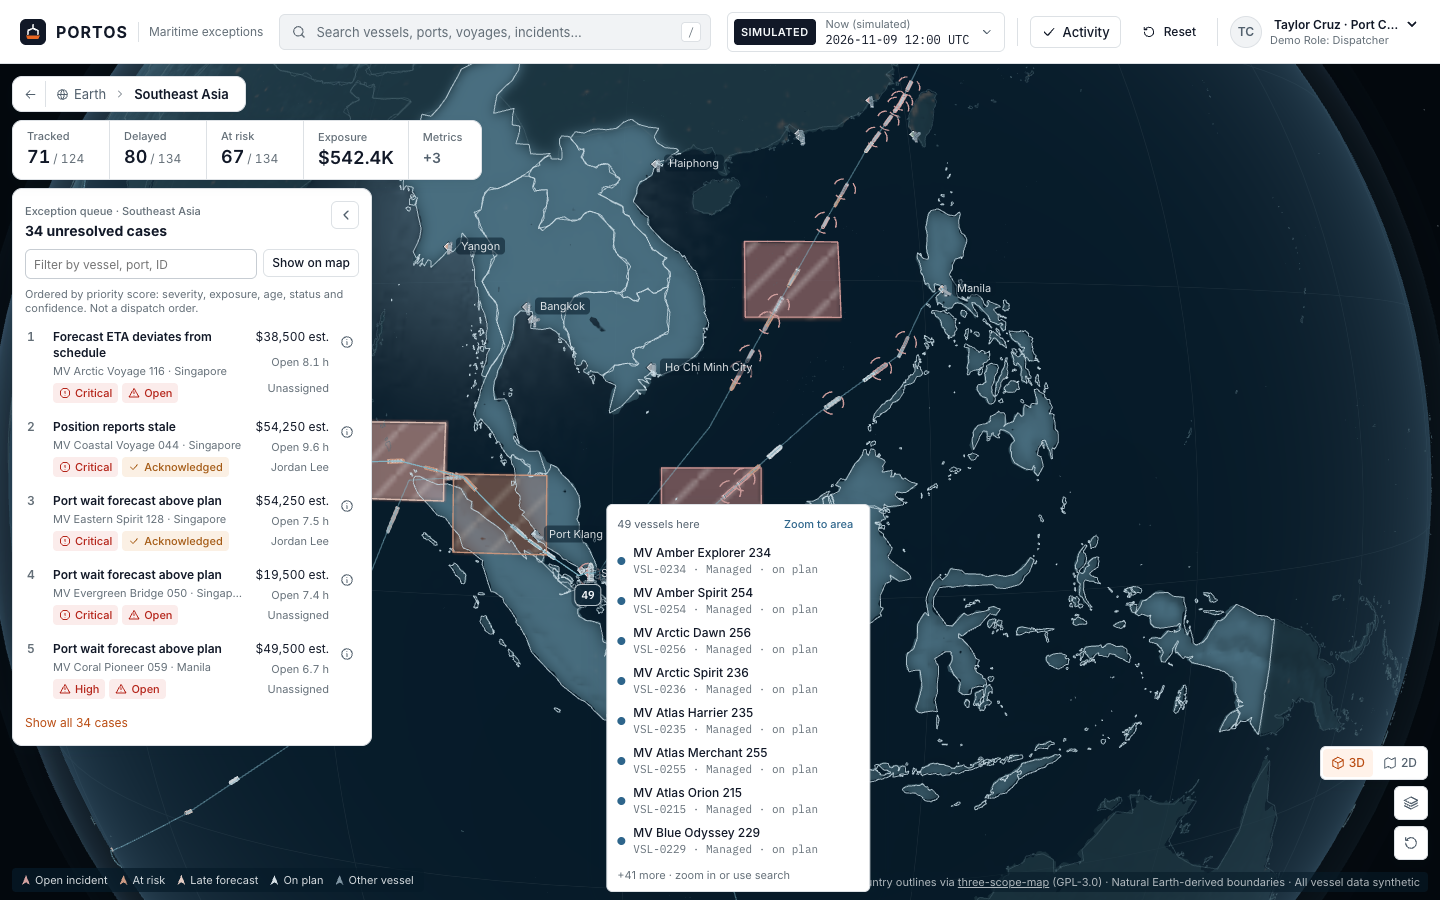 PORTOS
Maritime exceptions
Search vessels, ports, voyages, incidents...
/
SIMULATED
Now (simulated)
2026-11-09 12:00 UTC
Activity
Reset
TC
Taylor Cruz · Port C...
Demo Role: Dispatcher
Earth
Southeast Asia
Tracked
71 / 124
Delayed
80 / 134
At risk
67 / 134
Exposure
$542.4K
Metrics
+3
Exception queue · Southeast Asia
34 unresolved cases
Filter by vessel, port, ID
Show on map
Ordered by priority score: severity, exposure, age, status and
confidence. Not a dispatch order.
1
Forecast ETA deviates from
schedule
MV Arctic Voyage 116 · Singapore
Critical
Open
$38,500 est.
Open 8.1 h
Unassigned
2
Position reports stale
MV Coastal Voyage 044 · Singapore
Critical
Acknowledged
$54,250 est.
Open 9.6 h
Jordan Lee
3
Port wait forecast above plan
MV Eastern Spirit 128 · Singapore
Critical
Acknowledged
$54,250 est.
Open 7.5 h
Jordan Lee
4
Port wait forecast above plan
MV Evergreen Bridge 050 · Singap...
Critical
Open
$19,500 est.
Open 7.4 h
Unassigned
5
Port wait forecast above plan
MV Coral Pioneer 059 · Manila
High
Open
$49,500 est.
Open 6.7 h
Unassigned
Show all 34 cases
Haiphong
Yangon
Bangkok
Manila
Ho Chi Minh City
Port Klang
49
49 vessels here
Zoom to area
MV Amber Explorer 234
VSL-0234 · Managed · on plan
MV Amber Spirit 254
VSL-0254 · Managed · on plan
MV Arctic Dawn 256
VSL-0256 · Managed · on plan
MV Arctic Spirit 236
VSL-0236 · Managed · on plan
MV Atlas Harrier 235
VSL-0235 · Managed · on plan
MV Atlas Merchant 255
VSL-0255 · Managed · on plan
MV Atlas Orion 215
VSL-0215 · Managed · on plan
MV Blue Odyssey 229
VSL-0229 · Managed · on plan
+41 more · zoom in or use search
3D
2D
Open incident
At risk
Late forecast
On plan
Other vessel
outlines via three-scope-map (GPL-3.0) · Natural Earth-derived boundaries · All vessel data synthetic